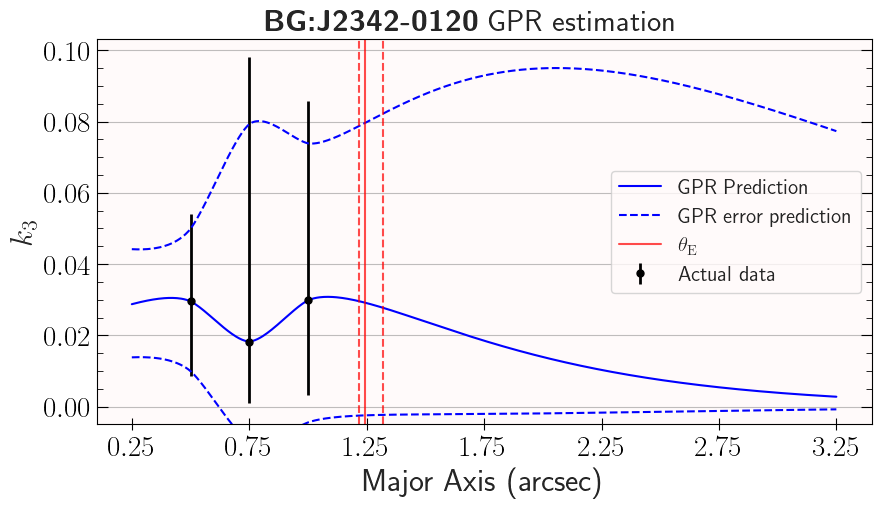 BG:J2342-0120 GPR estimation
0.10
0.08
0.06
0.04
0.02
0.00
k3
GPR Prediction
GPR error prediction
θE
Actual data
0.25 0.75 1.25 1.75 2.25 2.75 3.25
Major Axis (arcsec)